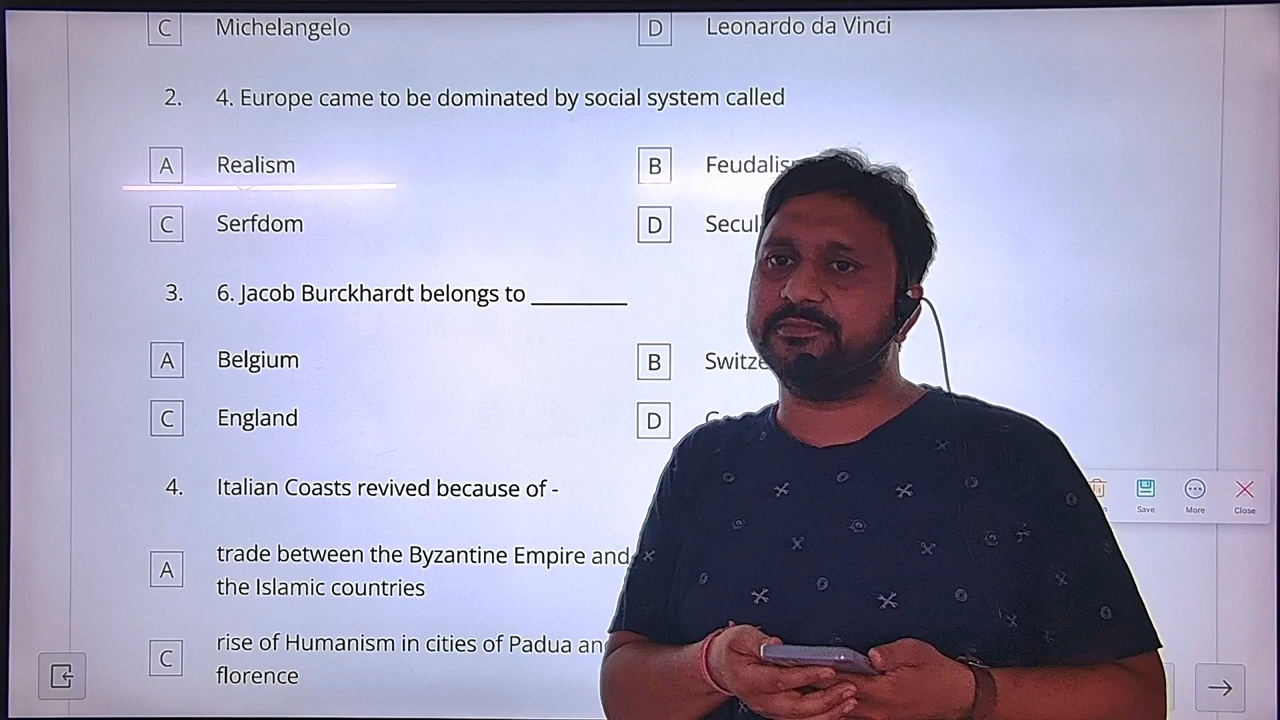 C Michelangelo D Leonardo da Vinci
2. 4. Europe came to be dominated by social system called
A Realism B
C Serfdom D
3. 6. Jacob Burckhardt belongs to ________
A Belgium B
C England D
4. Italian Coasts revived because of -
A trade between the Byzantine Empire and
the Islamic countries
C rise of Humanism in cities of Padua
florence
Save More Close